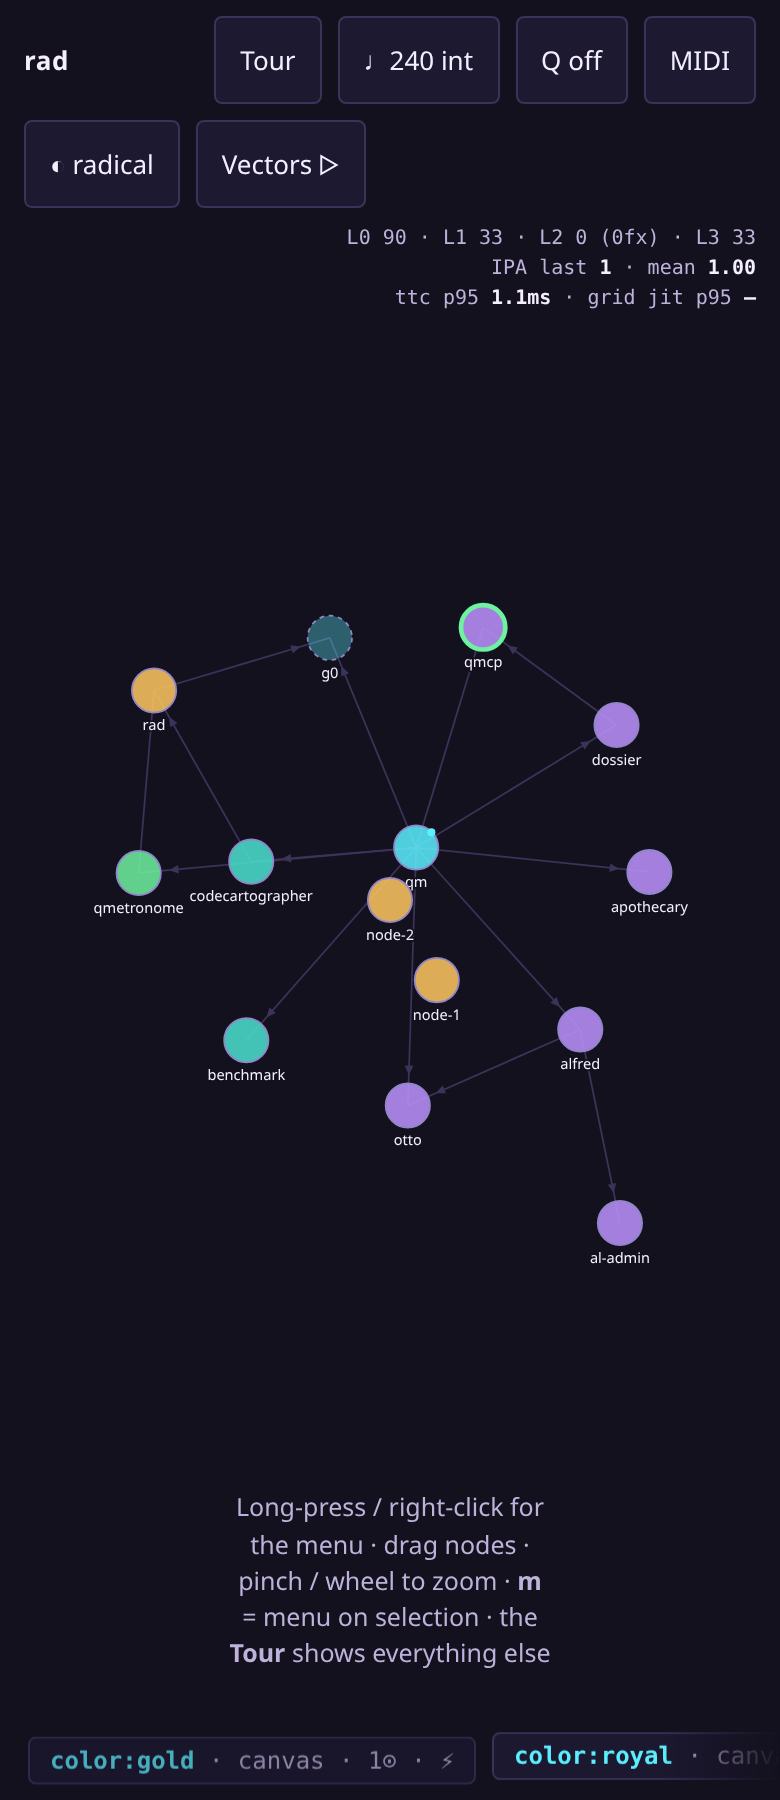 rad
Tour
♩ 240 int
Q off
MIDI
◐ radical
Vectors ▷
L0 90 · L1 33 · L2 0 (0fx) · L3 33
IPA last 1 · mean 1.00
ttc p95 1.1ms · grid jit p95 —
g0
qmcp
rad
dossier
qm
qmetronome
codecartographer
apothecary
node-2
node-1
benchmark
alfred
otto
al-admin
Long-press / right-click for
the menu · drag nodes ·
pinch / wheel to zoom · m
= menu on selection · the
Tour shows everything else
color:gold · canvas · 1⊙ · ⚡
color:royal · canv